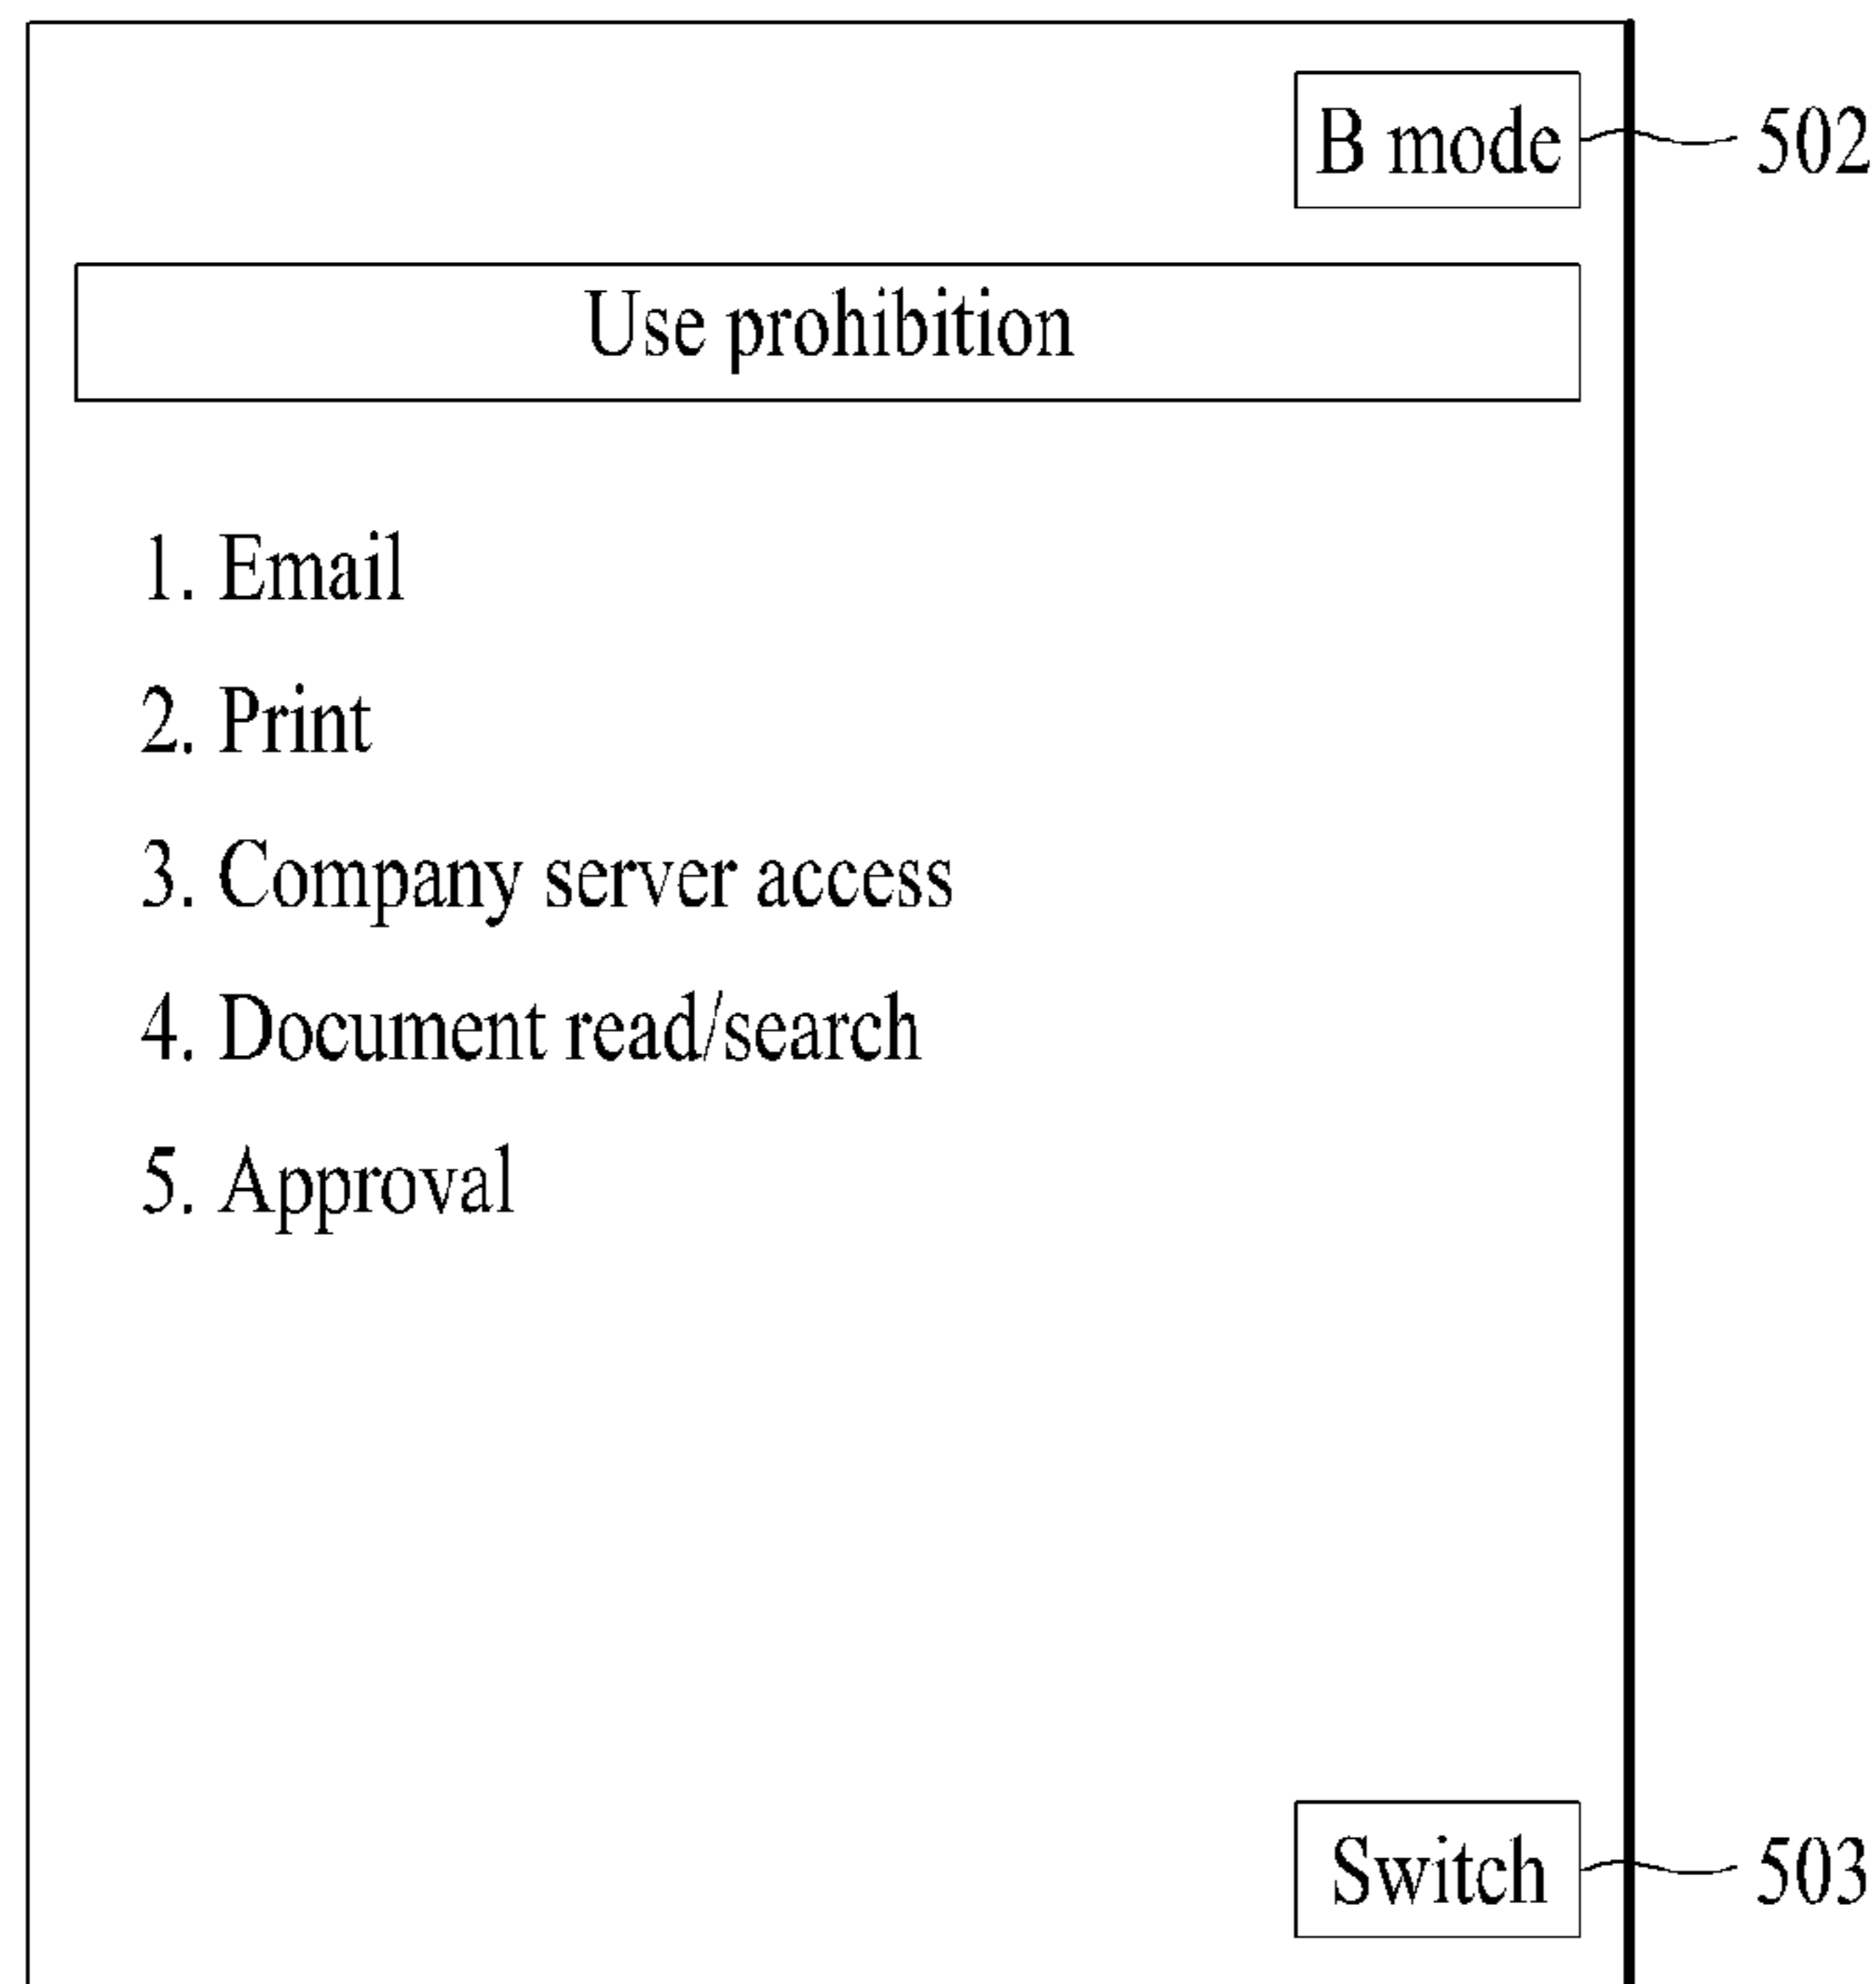 B mode 502
Use prohibition
1. Email
2. Print
3. Company server access
4. Document read/search
5. Approval
Switch 503